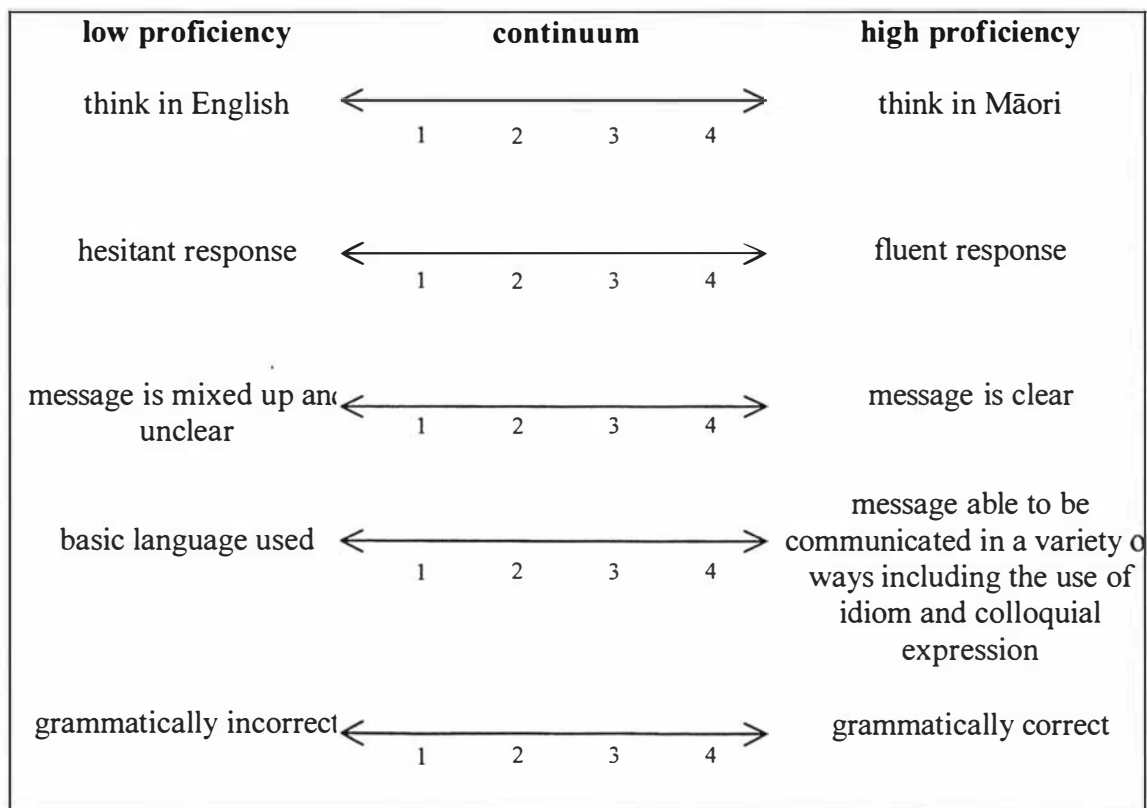 low proficiency continuum high proficiency
think in English think in Māori
1 2 3 4
hesitant response fluent response
1 2 3 4
message is mixed up and
unclear
message is clear
1 2 3 4
basic language used
message able to be
communicated in a variety o
ways including the use of
idiom and colloquial
expression
1 2 3 4
grammatically incorrect grammatically correct
1 2 3 4